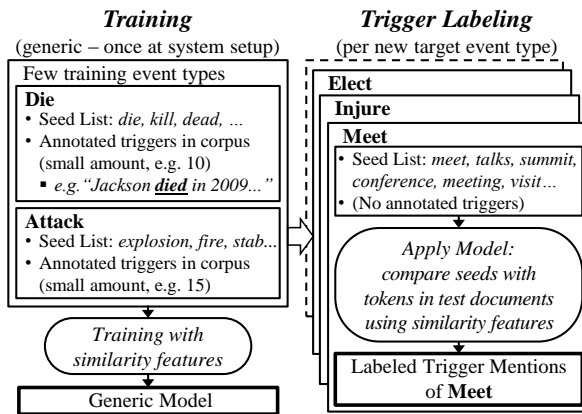 Training
(generic – once at system setup)
Few training event types
Die
• Seed List: die, kill, dead, …
• Annotated triggers in corpus
(small amount, e.g. 10)
▪ e.g. “Jackson died in 2009…”
Attack
• Seed List: explosion, fire, stab...
• Annotated triggers in corpus
(small amount, e.g. 15)
Training with
similarity features
Generic Model
Trigger Labeling
(per new target event type)
Elect
Injure
Meet
• Seed List: meet, talks, summit,
conference, meeting, visit…
• (No annotated triggers)
Apply Model:
compare seeds with
tokens in test documents
using similarity features
Labeled Trigger Mentions
of Meet